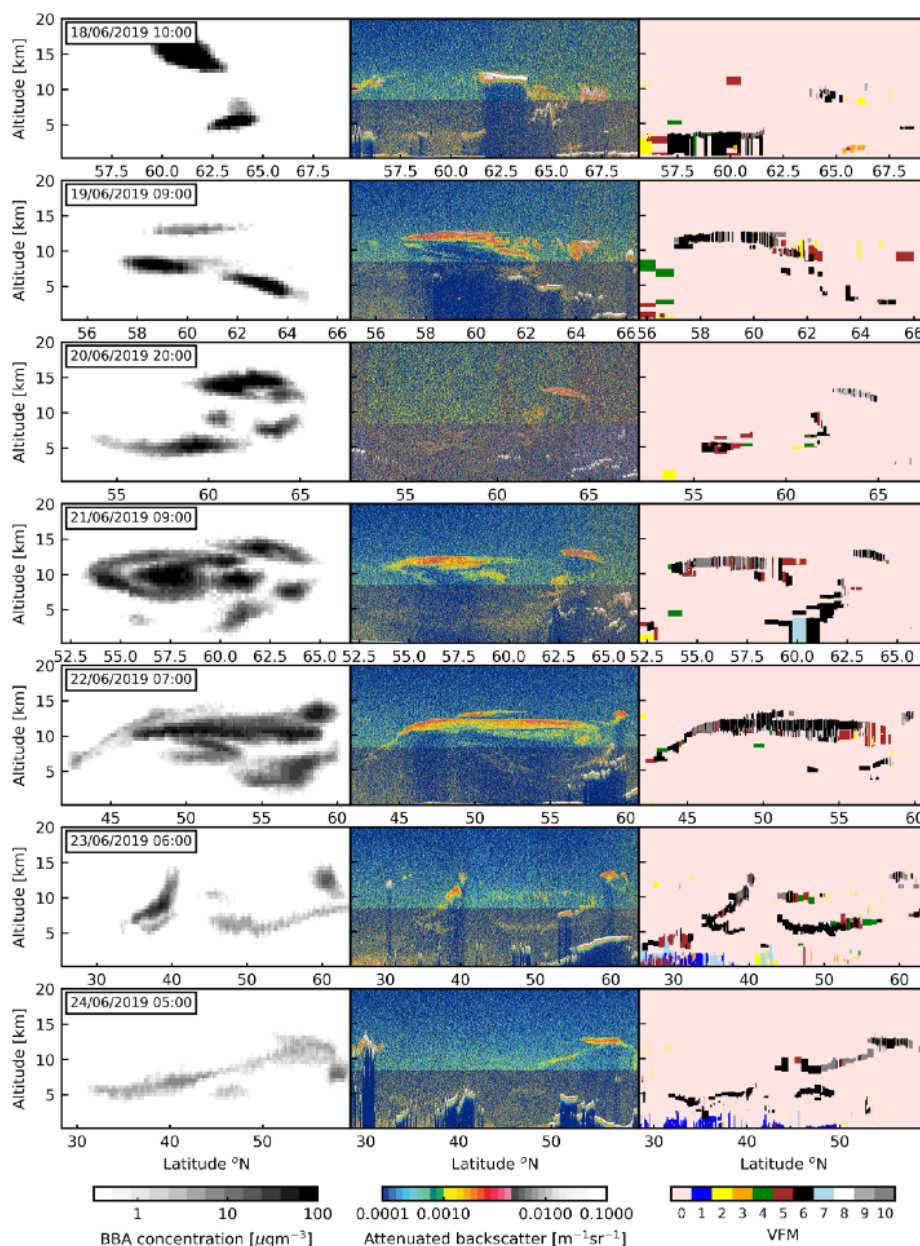 20
18/06/2019 10:00
15
10
5
Altitude [km]
57.5 60.0 62.5 65.0 67.5 57.5 60.0 62.5 65.0 67.5 57.5 60.0 62.5 65.0 67.5
20
19/06/2019 09:00
15
10
5
Altitude [km]
56 58 60 62 64 66 56 58 60 62 64 66 56 58 60 62 64 66
20
20/06/2019 20:00
15
10
5
Altitude [km]
55 60 65 55 60 65 55 60 65
20
21/06/2019 09:00
15
10
5
Altitude [km]
52.5 55.0 57.5 60.0 62.5 65.0 52.5 55.0 57.5 60.0 62.5 65.0 52.5 55.0 57.5 60.0 62.5 65.0
20
22/06/2019 07:00
15
10
5
Altitude [km]
45 50 55 60 45 50 55 60 45 50 55 60
20
23/06/2019 06:00
15
10
5
Altitude [km]
30 40 50 60 30 40 50 60 30 40 50 60
20
24/06/2019 05:00
15
10
5
Altitude [km]
30 40 50 30 40 50 30 40 50
Latitude °N Latitude °N Latitude °N
1 10 100
BBA concentration [μgm⁻³]
0.0001 0.0010 0.0100 0.1000
Attenuated backscatter [m⁻¹sr⁻¹]
0 1 2 3 4 5 6 7 8 9 10
VFM